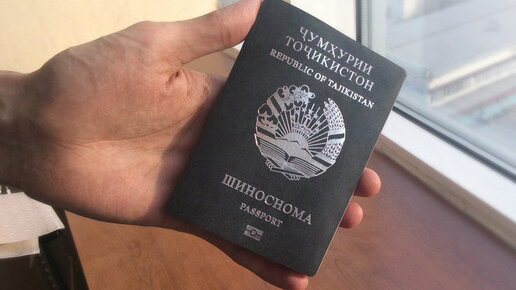 ҶУМҲУРИИ
ТОҶИКИСТОН
REPUBLIC OF TAJIKISTAN
ШИНОСНОМА
PASSPORT